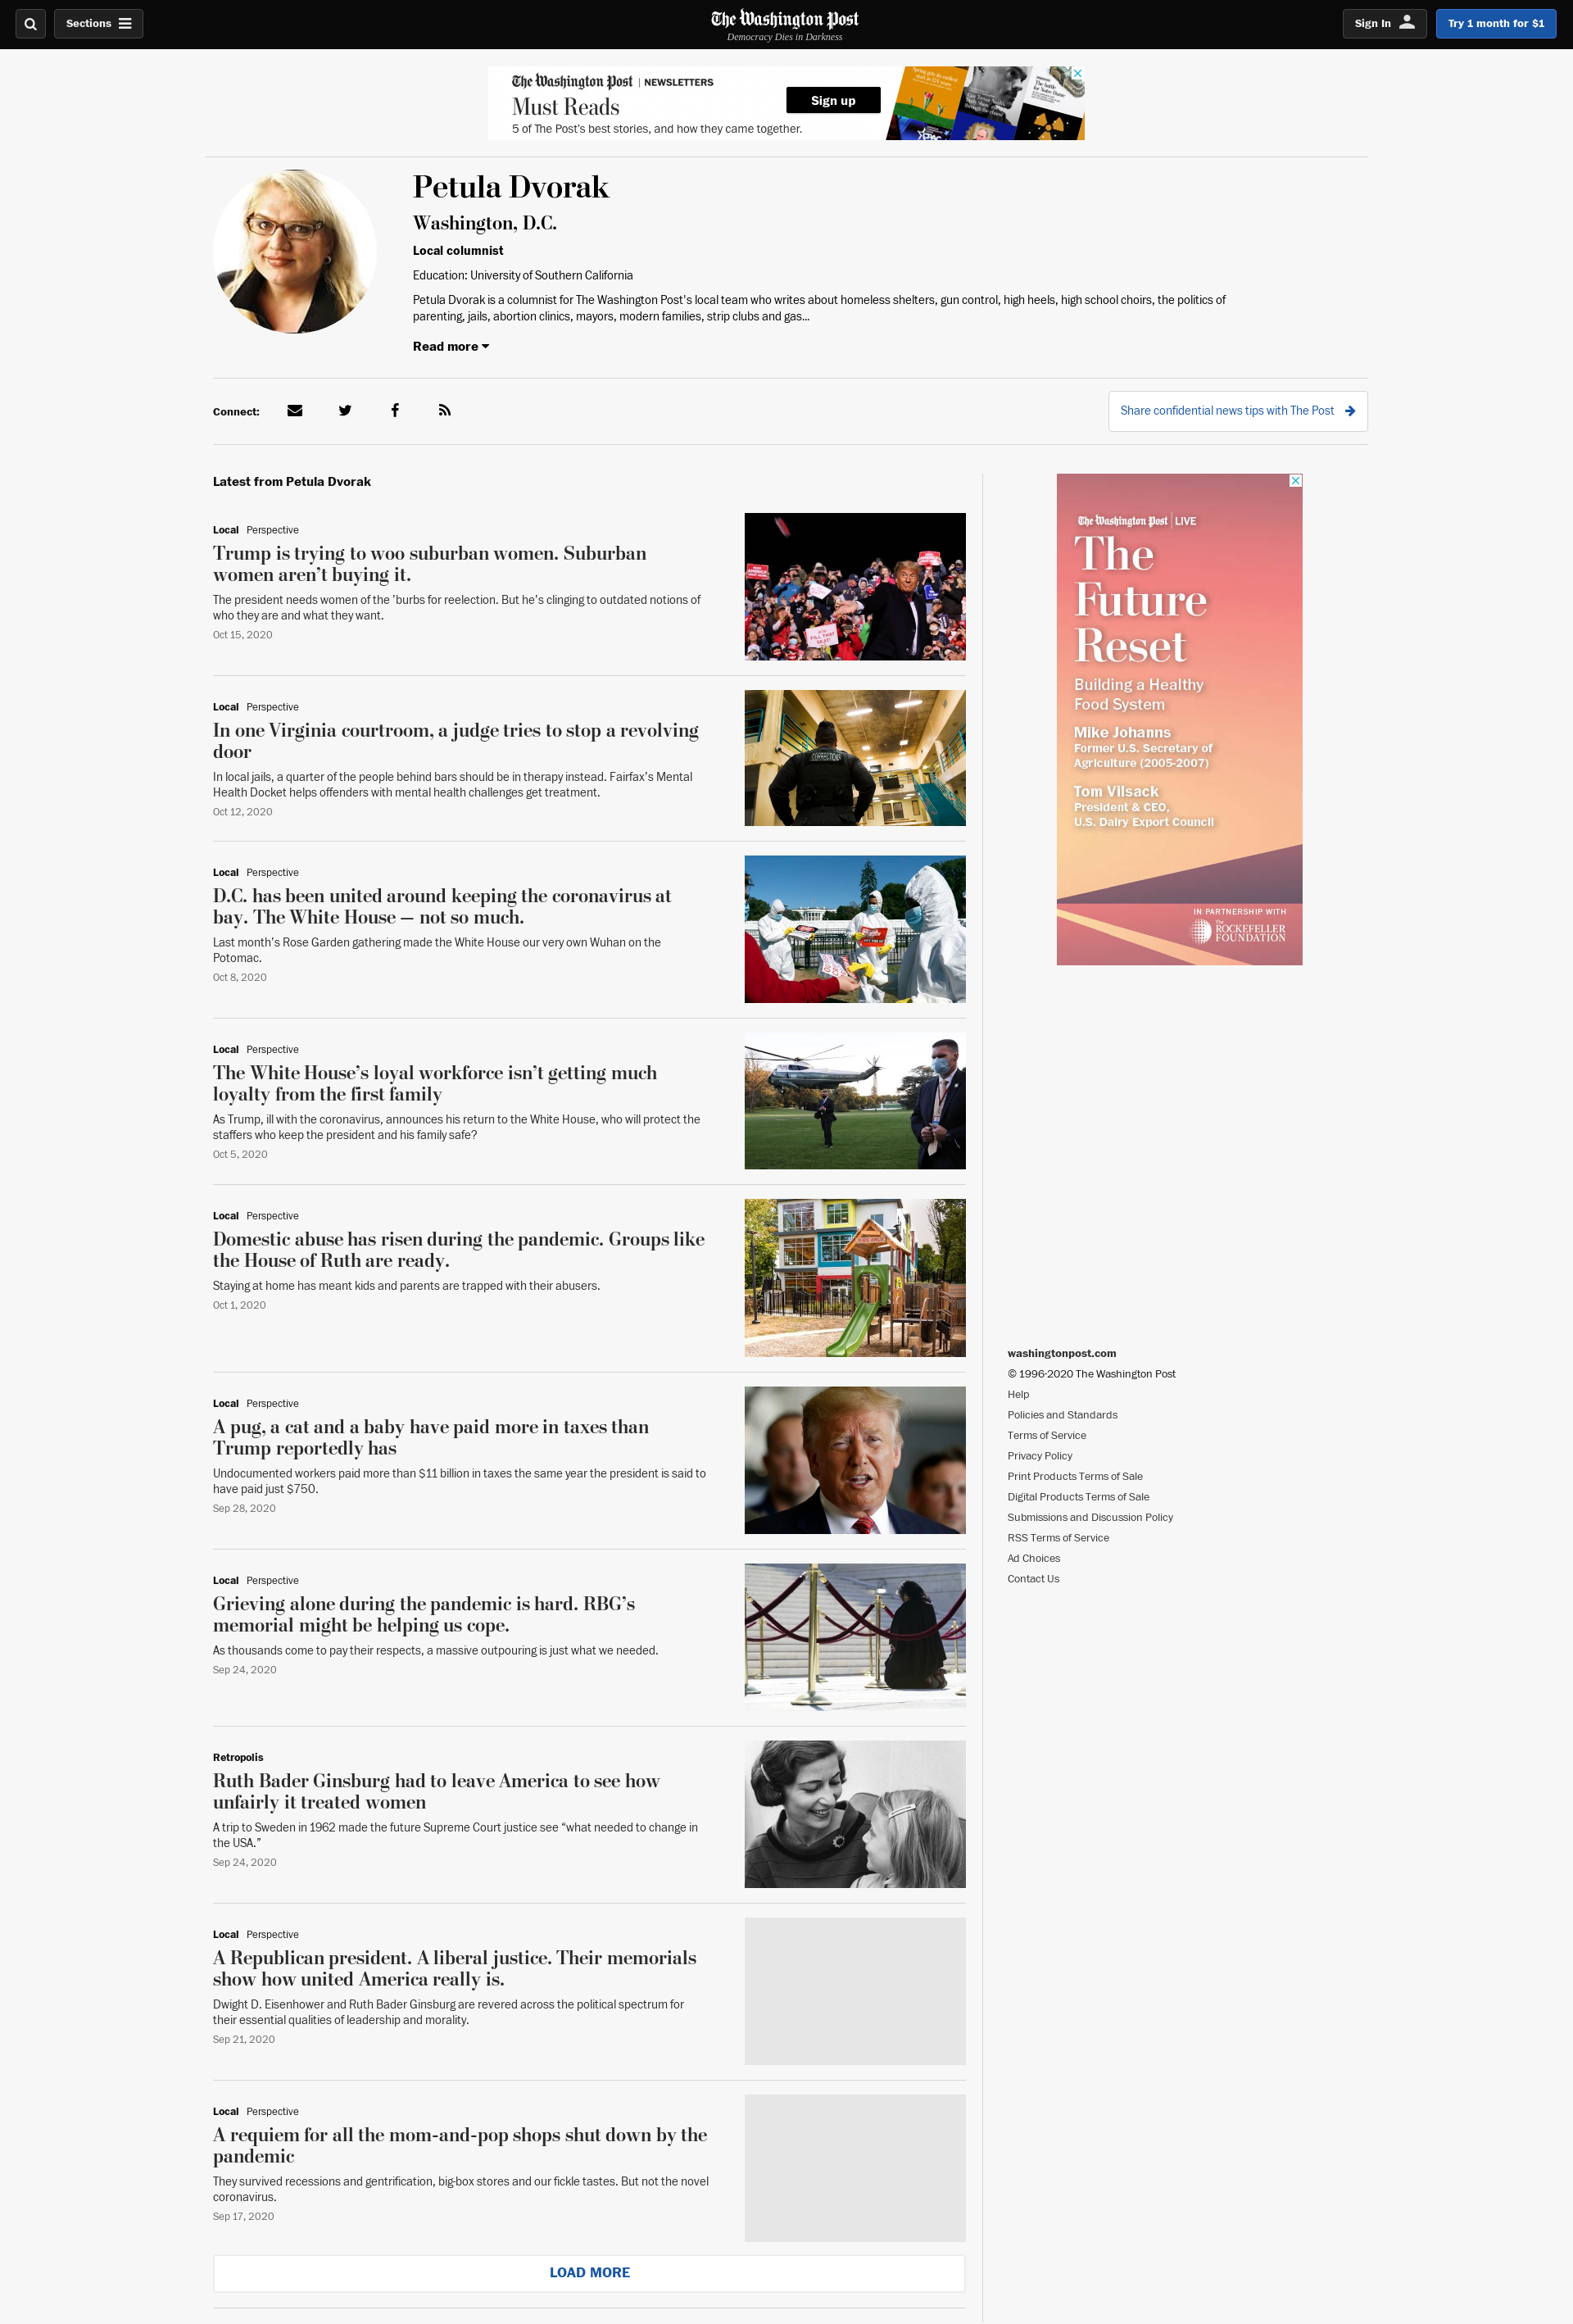 Sections
The Washington Post
Democracy Dies in Darkness
Sign In
Try 1 month for $1
The Washington Post | NEWSLETTERS
Must Reads
5 of The Post's best stories, and how they came together.
Sign up
Petula Dvorak
Washington, D.C.
Local columnist
Education: University of Southern California
Petula Dvorak is a columnist for The Washington Post's local team who writes about homeless shelters, gun control, high heels, high school choirs, the politics of
parenting, jails, abortion clinics, mayors, modern families, strip clubs and gas...
Read more
Connect:
Share confidential news tips with The Post
Latest from Petula Dvorak
Local Perspective
Trump is trying to woo suburban women. Suburban
women aren’t buying it.
The president needs women of the ’burbs for reelection. But he’s clinging to outdated notions of
who they are and what they want.
Oct 15, 2020
Local Perspective
In one Virginia courtroom, a judge tries to stop a revolving
door
In local jails, a quarter of the people behind bars should be in therapy instead. Fairfax’s Mental
Health Docket helps offenders with mental health challenges get treatment.
Oct 12, 2020
CORRECTIONS
Local Perspective
D.C. has been united around keeping the coronavirus at
bay. The White House — not so much.
Last month’s Rose Garden gathering made the White House our very own Wuhan on the
Potomac.
Oct 8, 2020
Local Perspective
The White House’s loyal workforce isn’t getting much
loyalty from the first family
As Trump, ill with the coronavirus, announces his return to the White House, who will protect the
staffers who keep the president and his family safe?
Oct 5, 2020
Local Perspective
Domestic abuse has risen during the pandemic. Groups like
the House of Ruth are ready.
Staying at home has meant kids and parents are trapped with their abusers.
Oct 1, 2020
Local Perspective
A pug, a cat and a baby have paid more in taxes than
Trump reportedly has
Undocumented workers paid more than $11 billion in taxes the same year the president is said to
have paid just $750.
Sep 28, 2020
Local Perspective
Grieving alone during the pandemic is hard. RBG’s
memorial might be helping us cope.
As thousands come to pay their respects, a massive outpouring is just what we needed.
Sep 24, 2020
Retropolis
Ruth Bader Ginsburg had to leave America to see how
unfairly it treated women
A trip to Sweden in 1962 made the future Supreme Court justice see “what needed to change in
the USA.”
Sep 24, 2020
Local Perspective
A Republican president. A liberal justice. Their memorials
show how united America really is.
Dwight D. Eisenhower and Ruth Bader Ginsburg are revered across the political spectrum for
their essential qualities of leadership and morality.
Sep 21, 2020
Local Perspective
A requiem for all the mom-and-pop shops shut down by the
pandemic
They survived recessions and gentrification, big-box stores and our fickle tastes. But not the novel
coronavirus.
Sep 17, 2020
LOAD MORE
The Washington Post | LIVE
The
Future
Reset
Building a Healthy
Food System
Mike Johanns
Former U.S. Secretary of
Agriculture (2005-2007)
Tom Vilsack
President & CEO,
U.S. Dairy Export Council
IN PARTNERSHIP WITH
The
ROCKEFELLER
FOUNDATION
washingtonpost.com
© 1996-2020 The Washington Post
Help
Policies and Standards
Terms of Service
Privacy Policy
Print Products Terms of Sale
Digital Products Terms of Sale
Submissions and Discussion Policy
RSS Terms of Service
Ad Choices
Contact Us